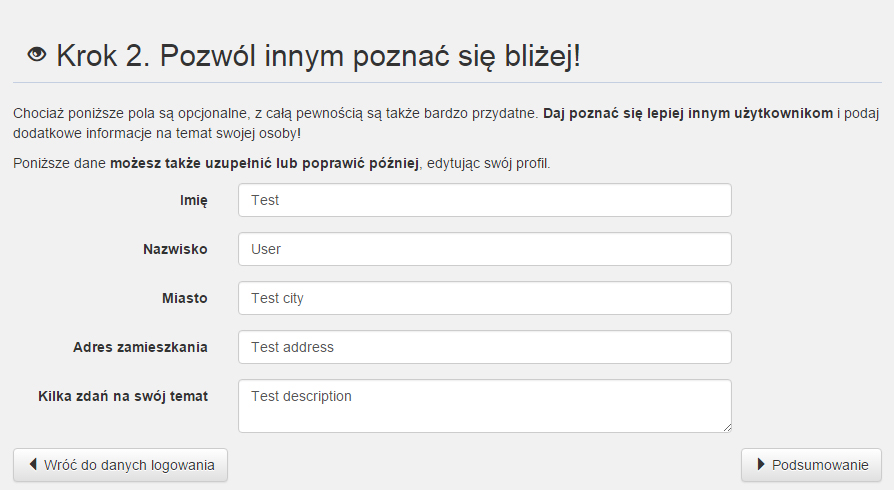 Krok 2. Pozwól innym poznać się bliżej!
Chociaż poniższe pola są opcjonalne, z całą pewnością są także bardzo przydatne. Daj poznać się lepiej innym użytkownikom i podaj
dodatkowe informacje na temat swojej osoby!
Poniższe dane możesz także uzupełnić lub poprawić później, edytując swój profil.
Imię Test
Nazwisko User
Miasto Test city
Adres zamieszkania Test address
Kilka zdań na swój temat Test description
Wróć do danych logowania Podsumowanie